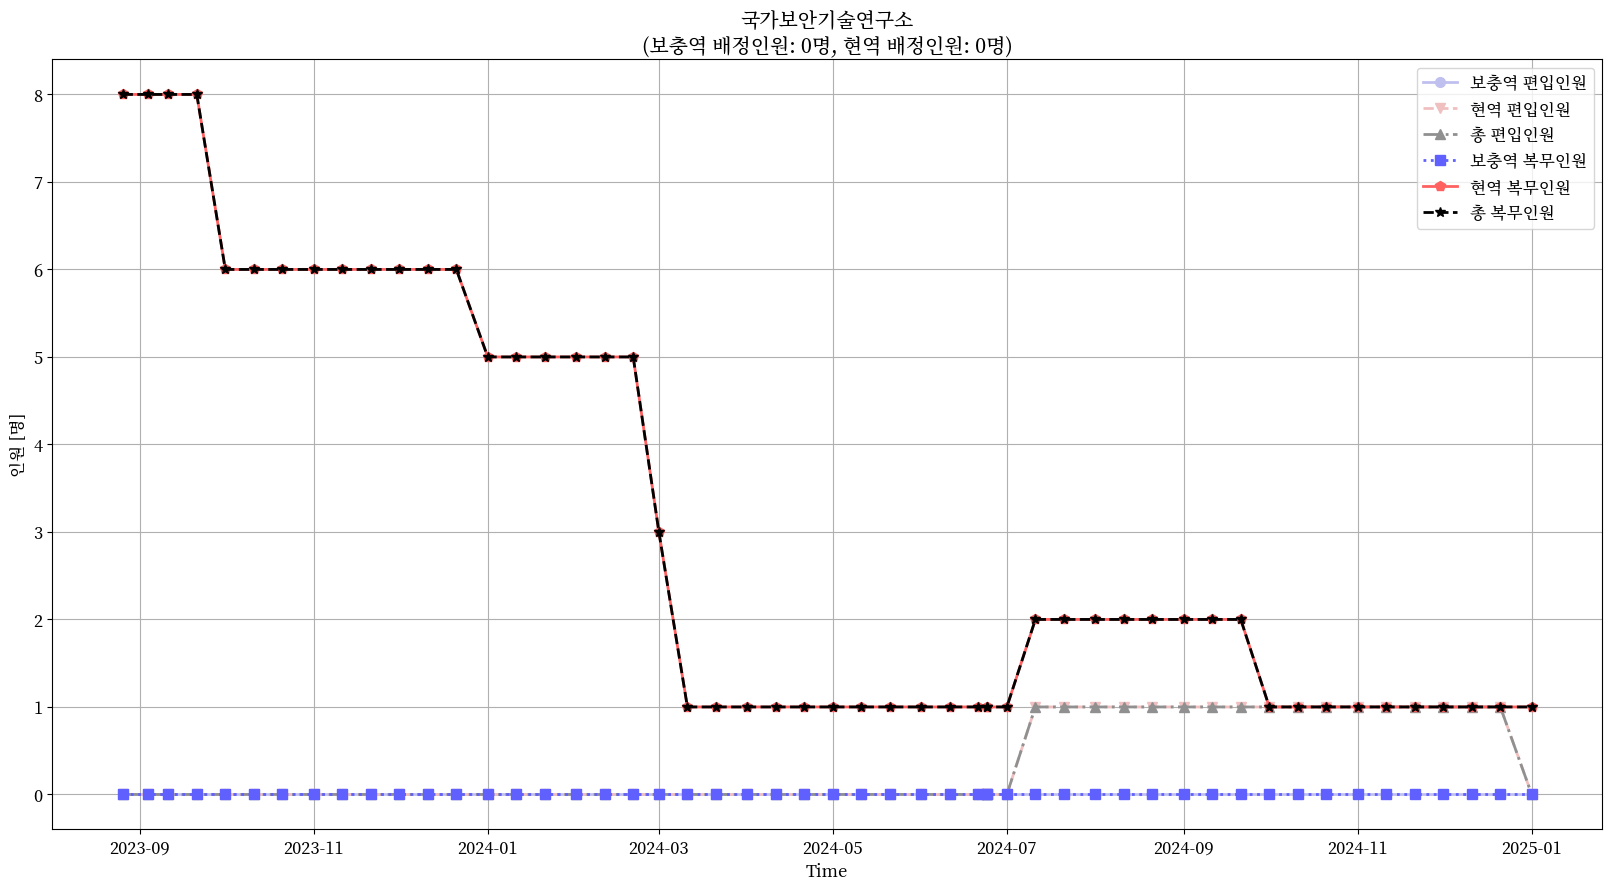 국가보안기술연구소
(보충역 배정인원: 0명, 현역 배정인원: 0명)
보충역 편입인원
현역 편입인원
총 편입인원
보충역 복무인원
현역 복무인원
총 복무인원
8
7
6
5
4
3
2
1
0
인원 [명]
2023-09 2023-11 2024-01 2024-03 2024-05 2024-07 2024-09 2024-11 2025-01
Time